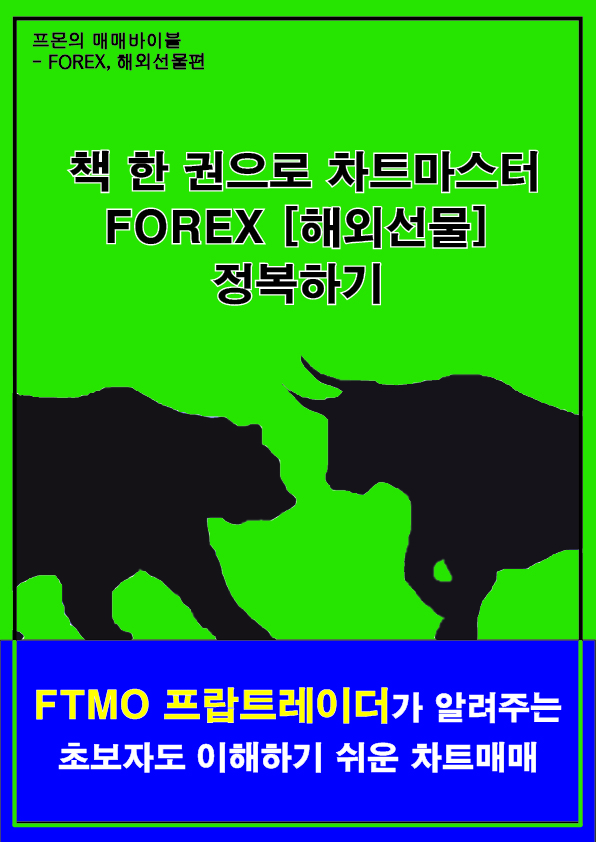 프몬의 매매바이블
- FOREX, 해외선물편
책 한 권으로 차트마스터
FOREX [해외선물]
정복하기
FTMO 프랍트레이더가 알려주는
초보자도 이해하기 쉬운 차트매매